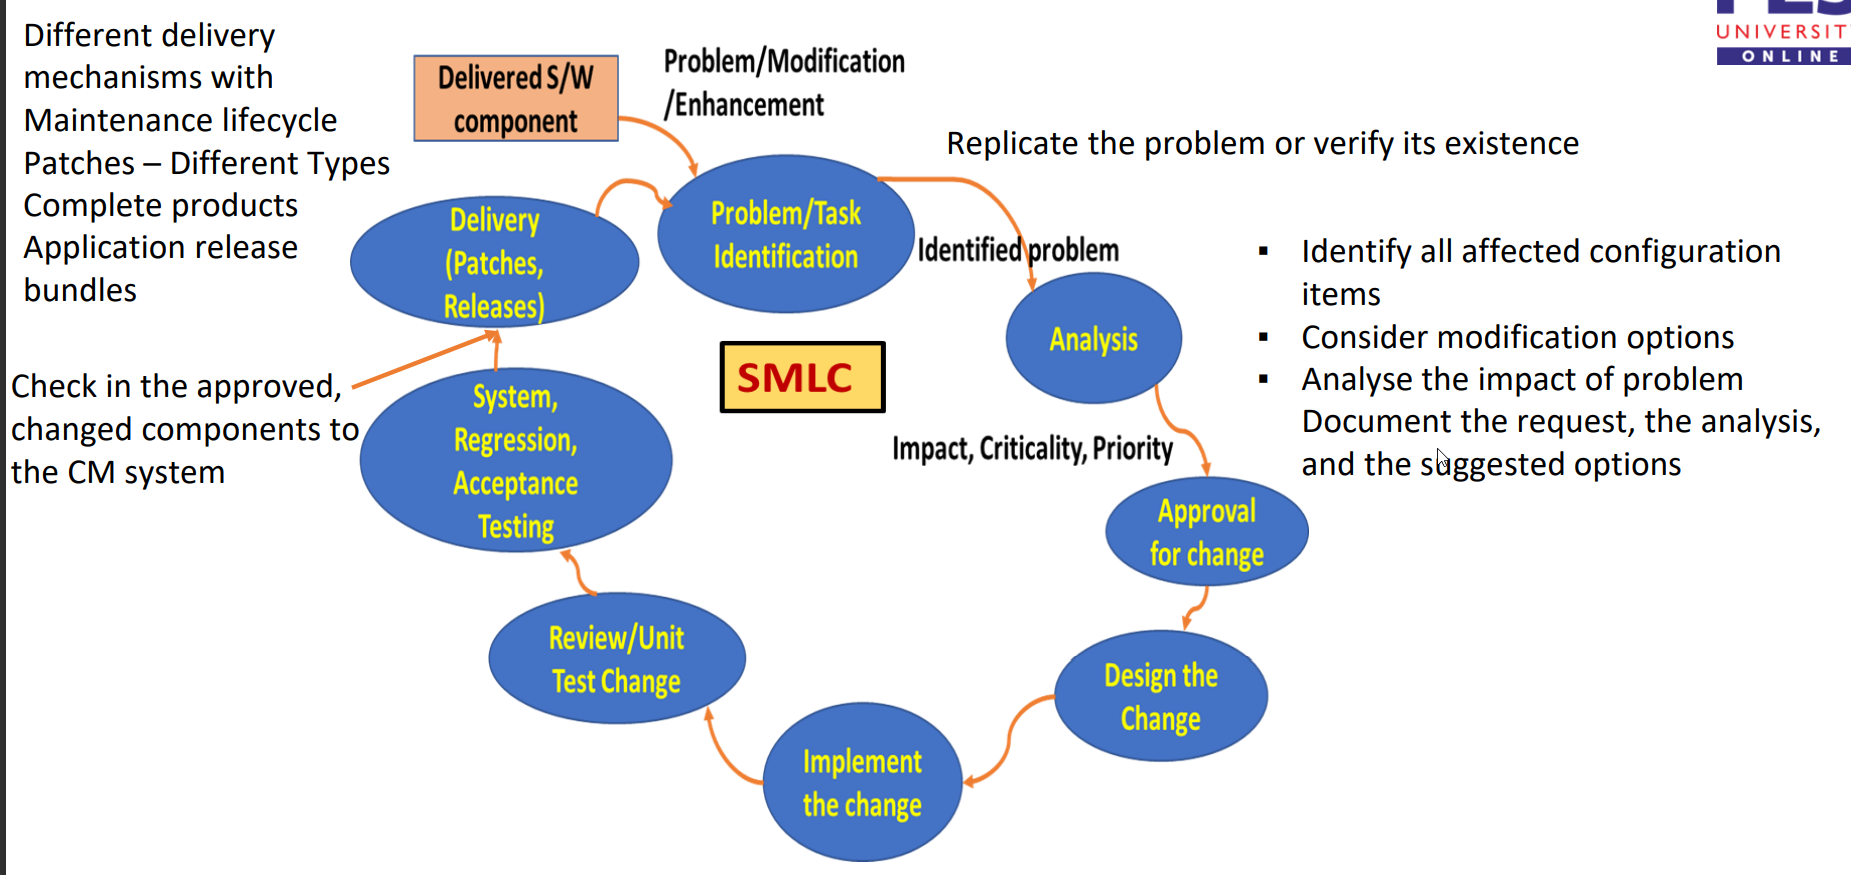 Different delivery
mechanisms with
Maintenance lifecycle
Patches – Different Types
Complete products
Application release
bundles
Check in the approved,
changed components to
the CM system
Delivered S/W
component
Problem/Modification
/Enhancement
Replicate the problem or verify its existence
Problem/Task
Identification
Identified problem
Analysis
▪ Identify all affected configuration
items
▪ Consider modification options
▪ Analyse the impact of problem
Document the request, the analysis,
and the suggested options
Impact, Criticality, Priority
Approval
for change
Design the
Change
Implement
the change
Review/Unit
Test Change
System,
Regression,
Acceptance
Testing
Delivery
(Patches,
Releases)
SMLC
ONLINE